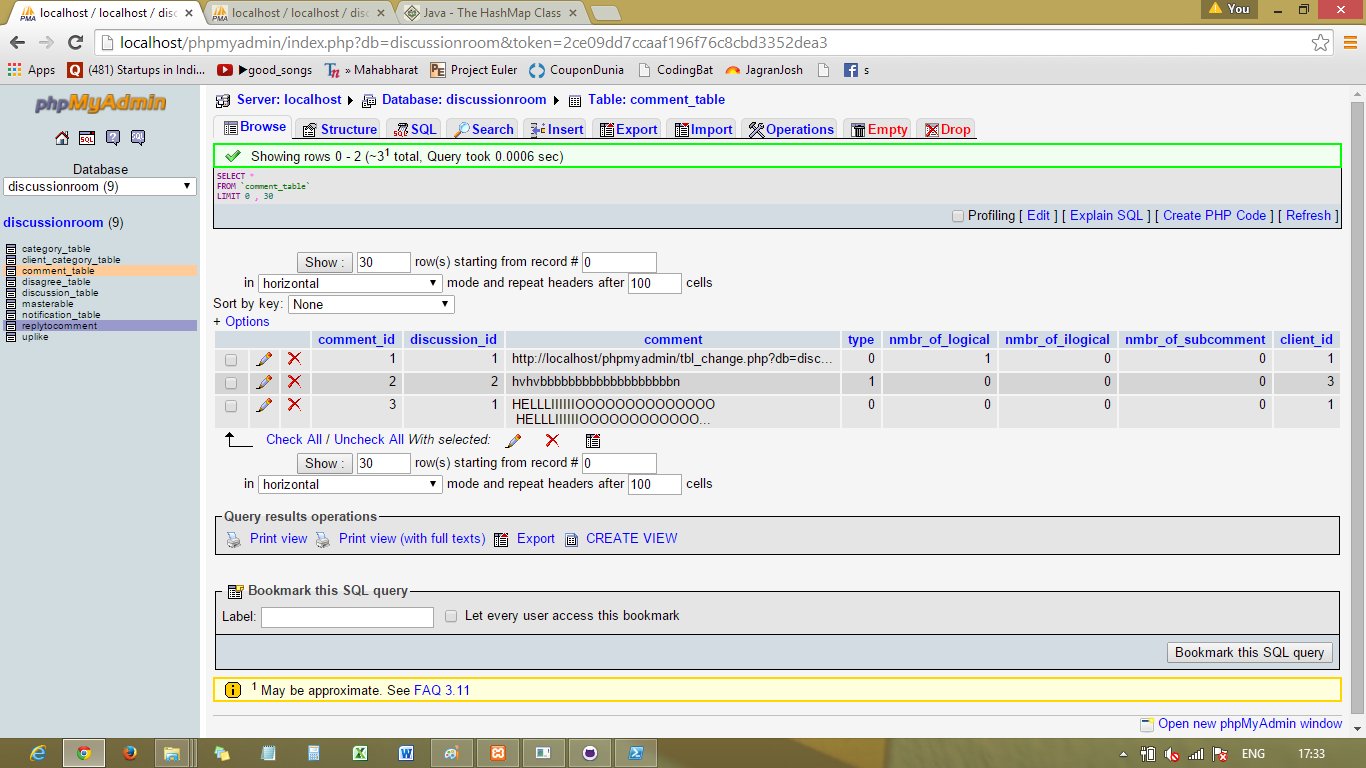 localhost / localhost / disc
localhost / localhost / disc
Java - The HashMap Class
You
localhost/phpmyadmin/index.php?db=discussionroom&token=2ce09dd7ccaaf196f76c8cbd3352dea3
Apps (481) Startups in Indi... ▶good_songs » Mahabharat Project Euler CouponDunia CodingBat JagranJosh s
phpMyAdmin
Database
discussionroom (9)
discussionroom (9)
category_table
client_category_table
comment_table
disagree_table
discussion_table
masterable
notification_table
replytocomment
uplike
Server: localhost ▶ Database: discussionroom ▶ Table: comment_table
Browse Structure SQL Search Insert Export Import Operations Empty Drop
Showing rows 0 - 2 (~3¹ total, Query took 0.0006 sec)
SELECT *
FROM `comment_table`
LIMIT 0 , 30
Profiling [ Edit ] [ Explain SQL ] [ Create PHP Code ] [ Refresh ]
Show : 30 row(s) starting from record # 0
in horizontal mode and repeat headers after 100 cells
Sort by key: None
+ Options
comment_id discussion_id comment type nmbr_of_logical nmbr_of_ilogical nmbr_of_subcomment client_id
1 1 http://localhost/phpmyadmin/tbl_change.php?db=disc... 0 1 0 0 1
2 2 hvhvbbbbbbbbbbbbbbbbbbbn 1 0 0 0 3
3 1 HELLLIIIIIIOOOOOOOOOOOOOO 0 0 0 0 1
HELLLIIIIIIOOOOOOOOOOOO...
Check All / Uncheck All With selected:
Show : 30 row(s) starting from record # 0
in horizontal mode and repeat headers after 100 cells
Query results operations
Print view Print view (with full texts) Export CREATE VIEW
Bookmark this SQL query
Label: Let every user access this bookmark
Bookmark this SQL query
¹ May be approximate. See FAQ 3.11
Open new phpMyAdmin window
ENG 17:33